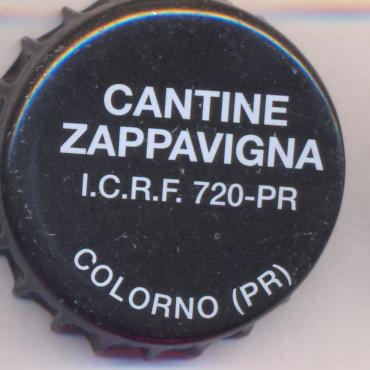 CANTINE
ZAPPAVIGNA
I.C.R.F. 720-PR
COLORNO (PR)